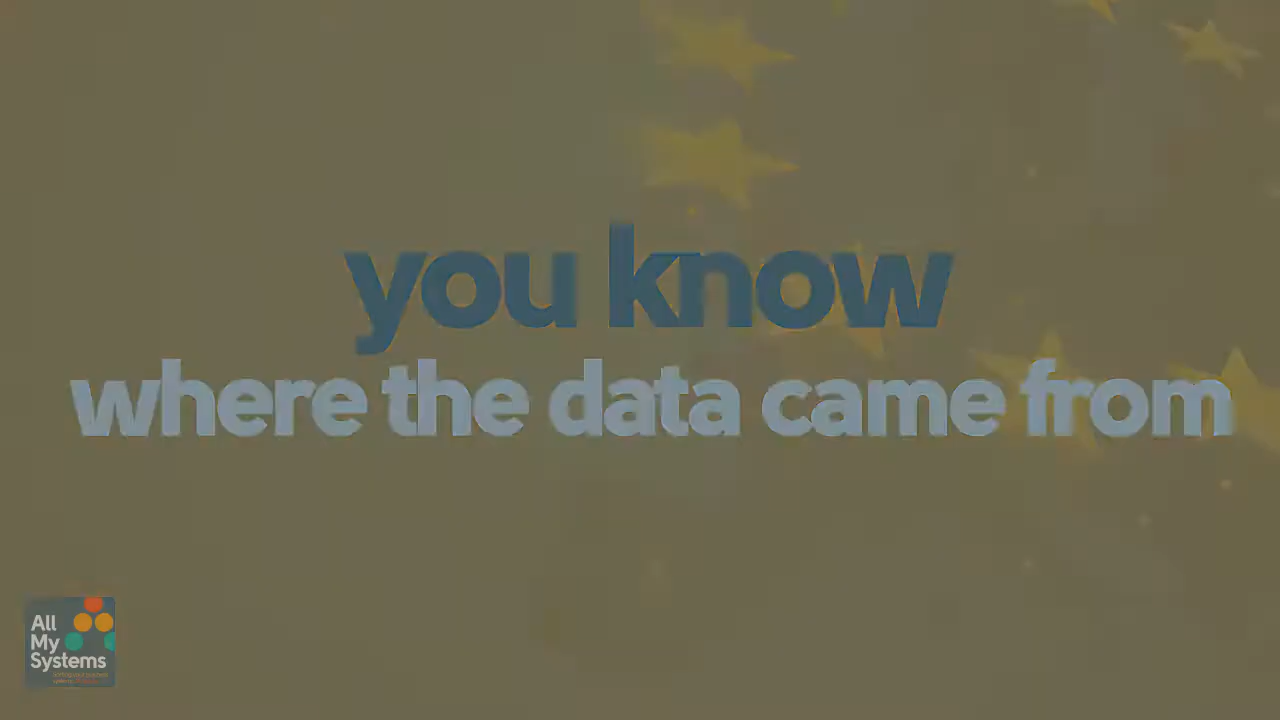 you know
where the data came from
All
My
Systems